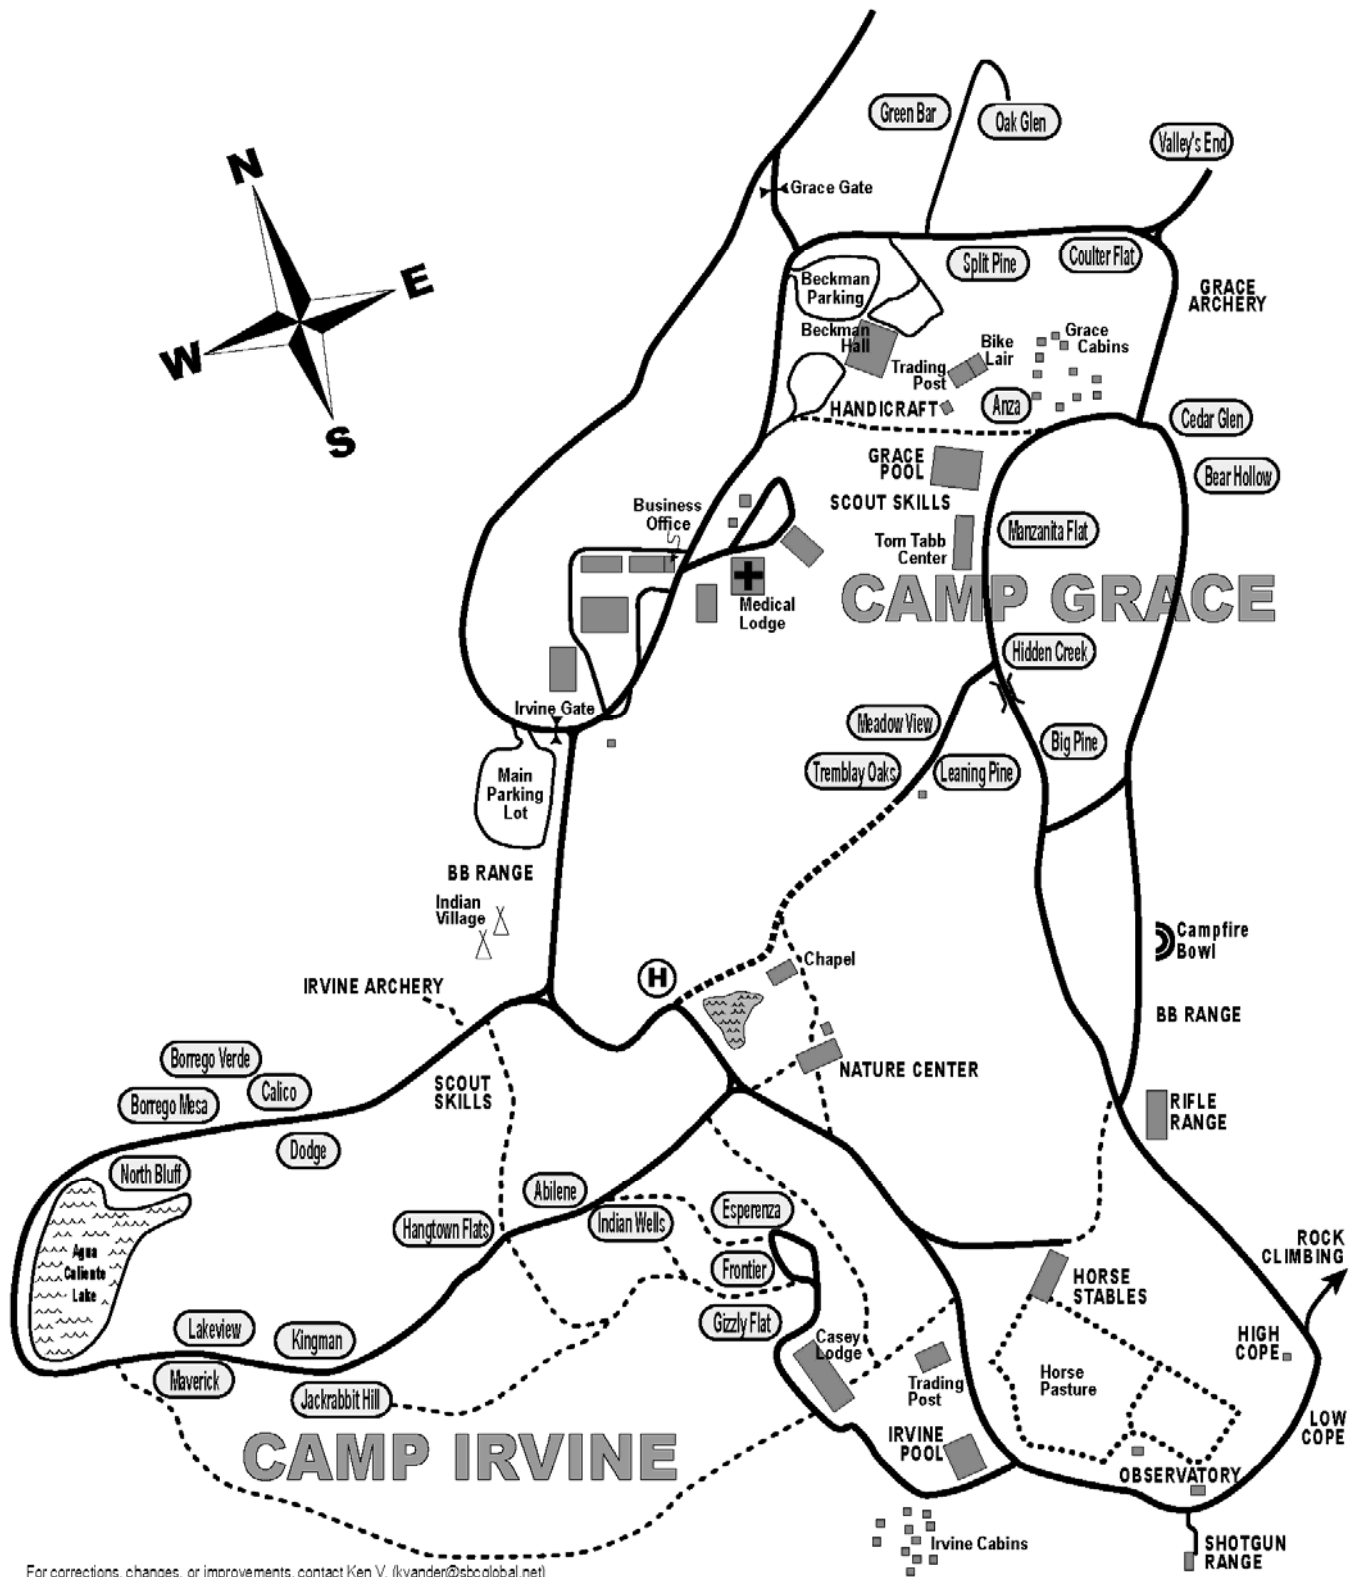 Green Bar
Oak Glen
Valley's End
N
Grace Gate
E
W
S
Split Pine
Coulter Flat
Beckman
Parking
GRACE
ARCHERY
Beckman
Hall
Bike
Lair
Grace
Cabins
Trading
Post
HANDICRAFT
Anza
Cedar Glen
GRACE
POOL
Bear Hollow
SCOUT SKILLS
Business
Office
Manzanita Flat
Tom Tabb
Center
CAMP GRACE
Medical
Lodge
Hidden Creek
Irvine Gate
Meadow View
Big Pine
Tremblay Oaks
Leaning Pine
Main
Parking
Lot
BB RANGE
Indian
Village
Campfire
Bowl
Chapel
H
IRVINE ARCHERY
BB RANGE
Borrego Verde
NATURE CENTER
Calico
SCOUT
SKILLS
Borrego Mesa
RIFLE
RANGE
Dodge
North Bluff
Abilene
Esperenza
Hangtown Flats
Indian Wells
Agua
Caliente
Lake
Frontier
ROCK
CLIMBING
HORSE
STABLES
Gizzly Flat
Lakeview
Kingman
Casey
Lodge
HIGH
COPE
Maverick
Jackrabbit Hill
Trading
Post
Horse
Pasture
LOW
COPE
CAMP IRVINE
IRVINE
POOL
OBSERVATORY
Irvine Cabins
SHOTGUN
RANGE
For corrections, changes, or improvements, contact Ken V. (kvander@sbcglobal.net)